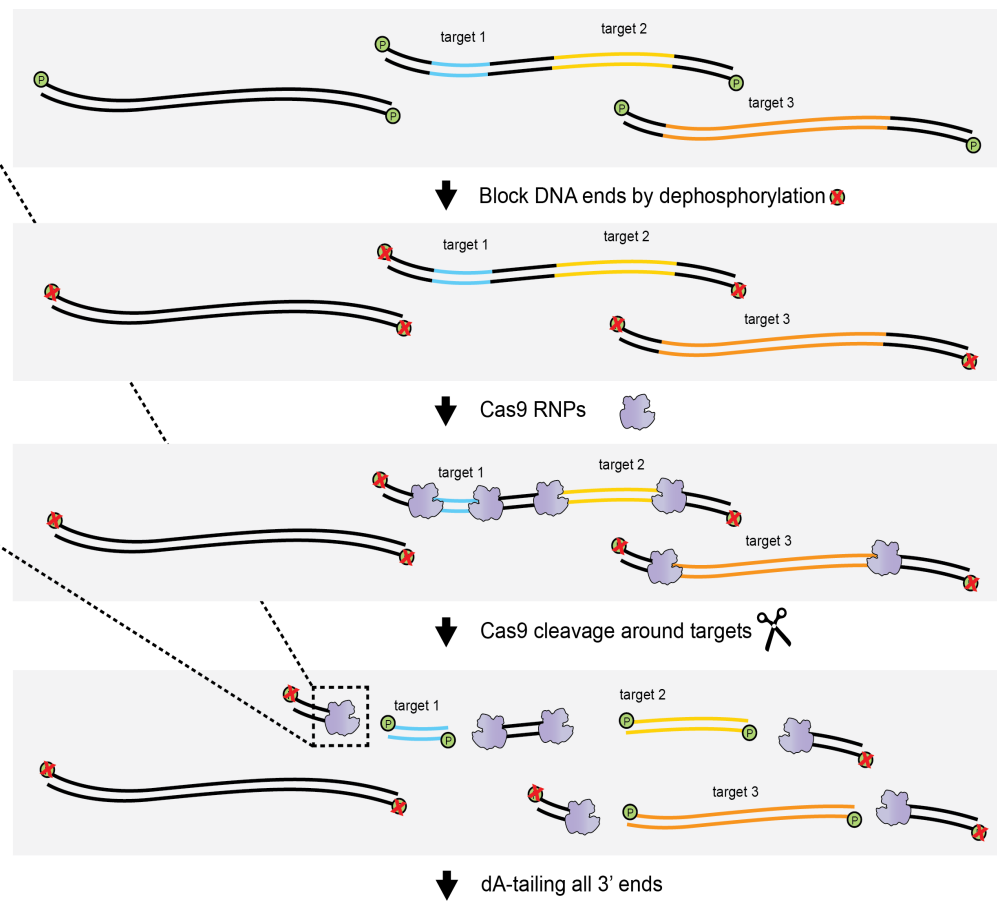 target 1
target 2
P
P
P
P
target 3
P
P
Block DNA ends by dephosphorylation
target 1
target 2
target 3
Cas9 RNPs
target 1
target 2
target 3
Cas9 cleavage around targets
target 1
target 2
P
P
P
P
target 3
P
P
dA-tailing all 3’ ends